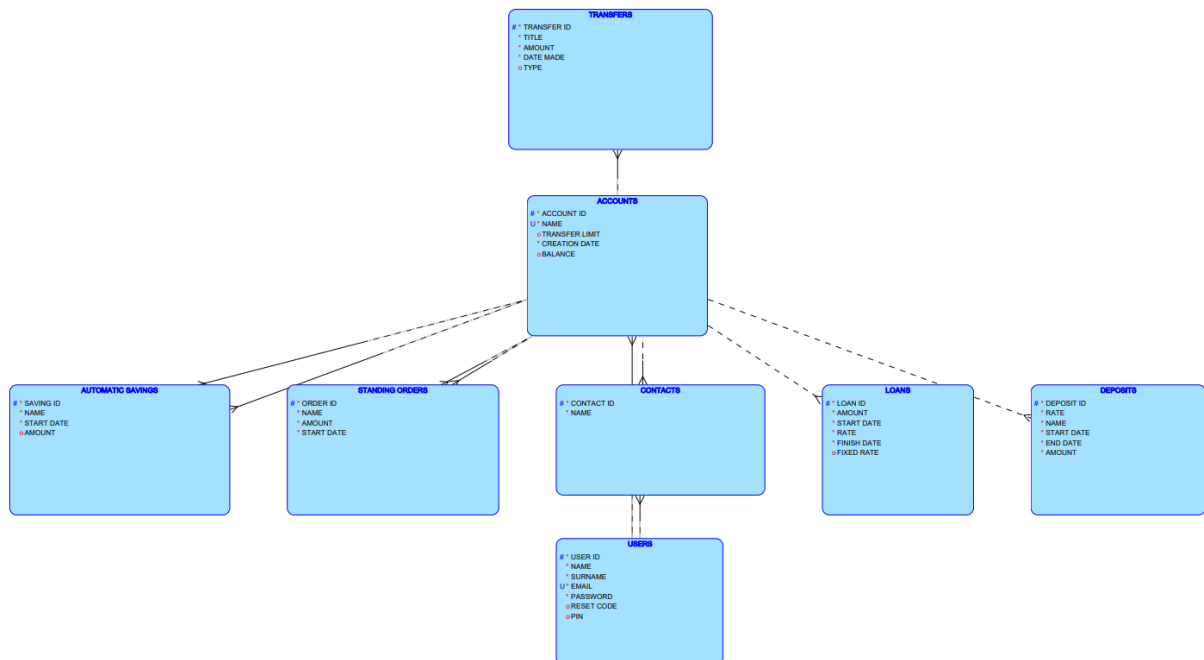 TRANSFERS
# * TRANSFER ID
* TITLE
* AMOUNT
* DATE MADE
o TYPE
ACCOUNTS
# * ACCOUNT ID
U * NAME
o TRANSFER LIMIT
* CREATION DATE
o BALANCE
AUTOMATIC SAVINGS
# * SAVING ID
* NAME
* START DATE
o AMOUNT
STANDING ORDERS
# * ORDER ID
* NAME
* AMOUNT
* START DATE
CONTACTS
# * CONTACT ID
* NAME
LOANS
# * LOAN ID
* AMOUNT
* START DATE
* RATE
* FINISH DATE
o FIXED RATE
DEPOSITS
# * DEPOSIT ID
* RATE
* NAME
* START DATE
* END DATE
* AMOUNT
USERS
# * USER ID
* NAME
* SURNAME
U * EMAIL
* PASSWORD
o RESET CODE
o PIN